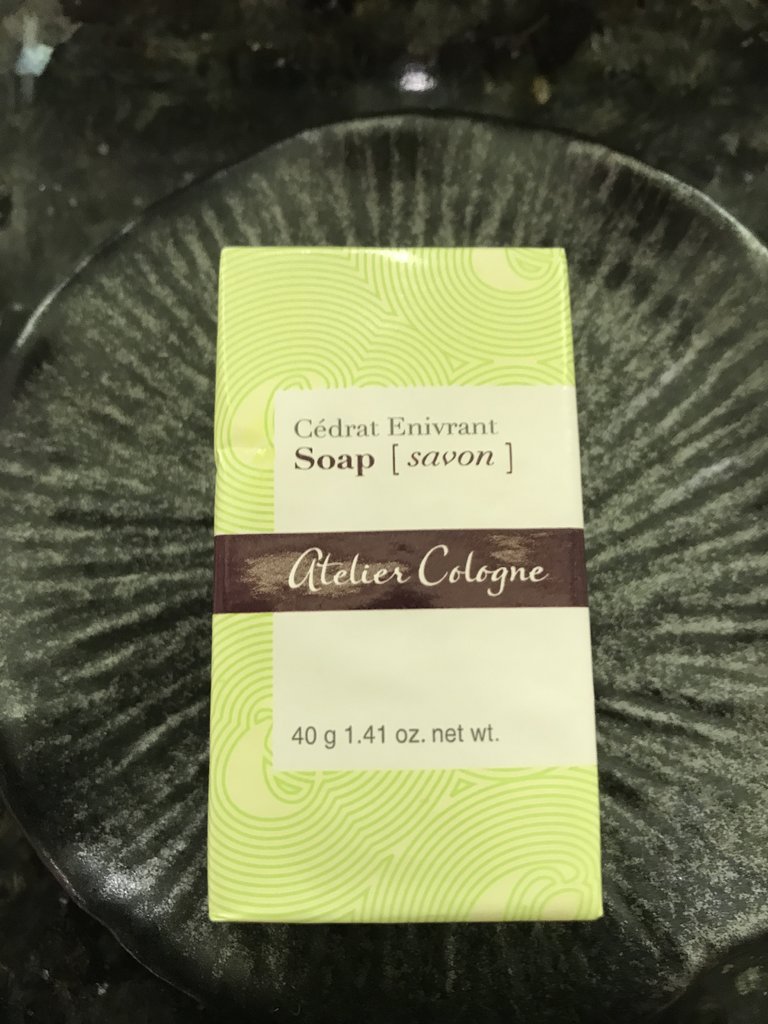 Cédrat Enivrant
Soap [ savon ]
Atelier Cologne
40 g 1.41 oz. net wt.